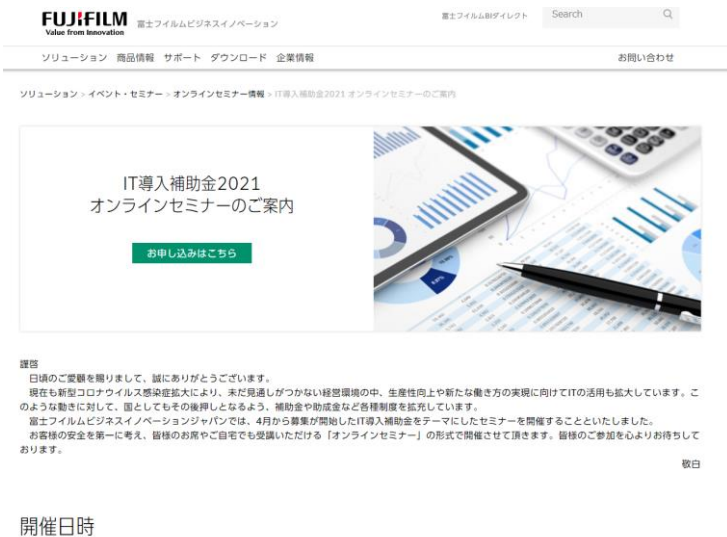 FUJIFILM
Value from Innovation
富士フイルムビジネスイノベーション
富士フイルムBIダイレクト
Search
ソリューション 商品情報 サポート ダウンロード 企業情報
お問い合わせ
ソリューション > イベント・セミナー > オンラインセミナー情報 > IT導入補助金2021 オンラインセミナーのご案内
IT導入補助金2021
オンラインセミナーのご案内
お申し込みはこちら
謹啓
日頃のご愛顧を賜りまして、誠にありがとうございます。
現在も新型コロナウイルス感染症拡大により、未だ見通しがつかない経営環境の中、生産性向上や新たな働き方の実現に向けてITの活用も拡大しています。こ
のような動きに対して、国としてもその後押しとなるよう、補助金や助成金など各種制度を拡充しています。
富士フイルムビジネスイノベーションジャパンでは、4月から募集が開始したIT導入補助金をテーマにしたセミナーを開催することといたしました。
お客様の安全を第一に考え、皆様のお席やご自宅でも受講いただける「オンラインセミナー」の形式で開催させて頂きます。皆様のご参加を心よりお待ちして
おります。
敬白
開催日時